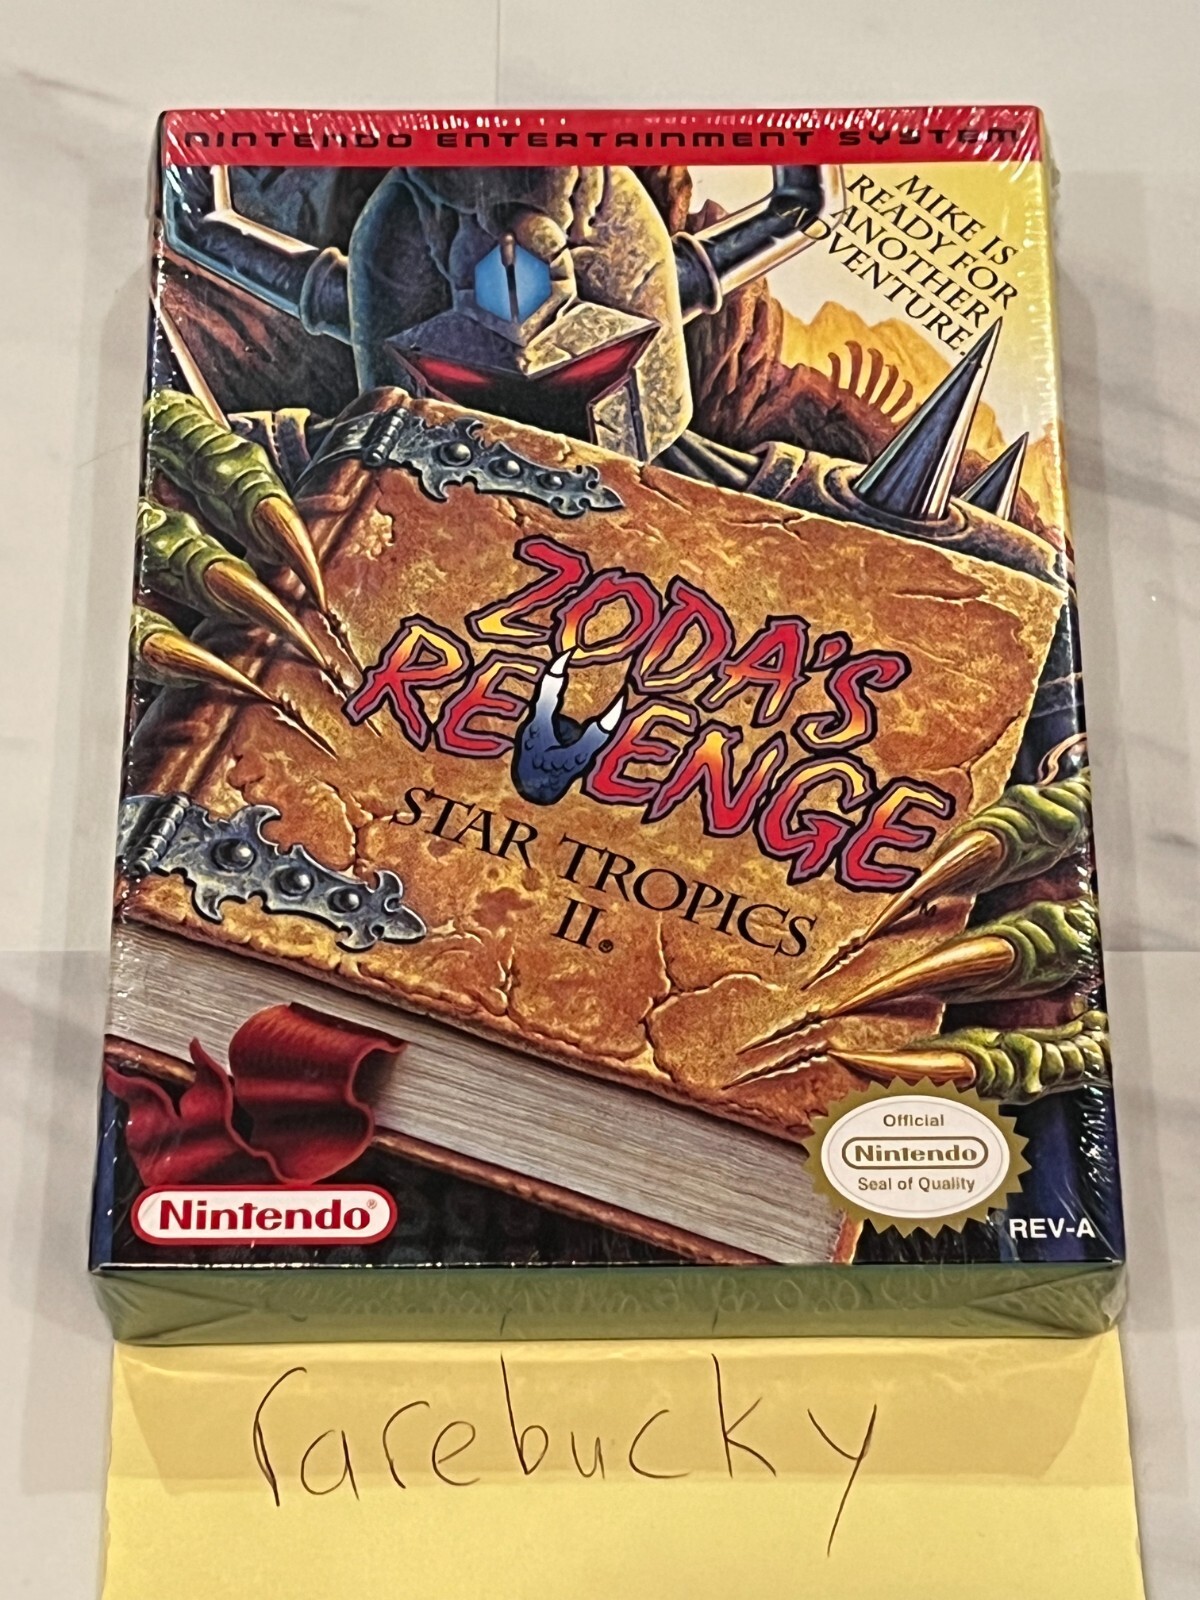 NINTENDO ENTERTAINMENT SYSTEM
MIKE IS
READY FOR
ANOTHER
ADVENTURE.
ZODA'S
REVENGE™
STAR TROPICS
II®
Official
Nintendo
Seal of Quality
Nintendo®
REV-A
rarebucky